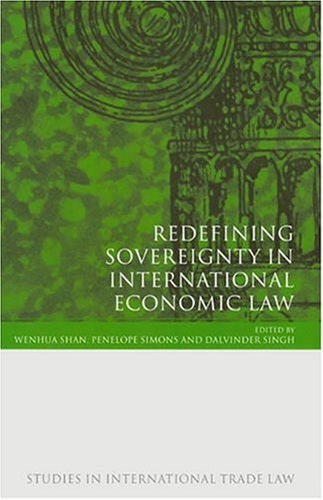 REDEFINING
SOVEREIGNTY IN
INTERNATIONAL
ECONOMIC LAW
EDITED BY
WENHUA SHAN, PENELOPE SIMONS AND DALVINDER SINGH
STUDIES IN INTERNATIONAL TRADE LAW